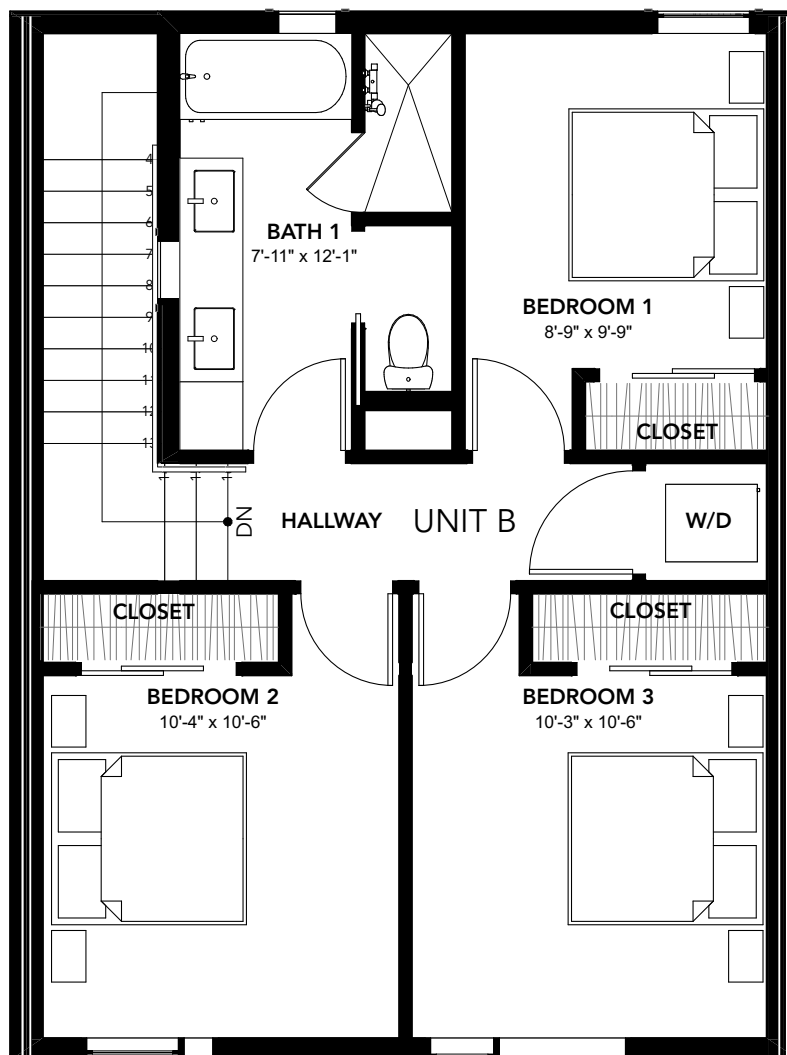 4
5
6
7
8
9
10
11
12
13
BATH 1
7'-11" x 12'-1"
BEDROOM 1
8'-9" x 9'-9"
CLOSET
DN
HALLWAY
UNIT B
W/D
CLOSET
CLOSET
BEDROOM 2
10'-4" x 10'-6"
BEDROOM 3
10'-3" x 10'-6"